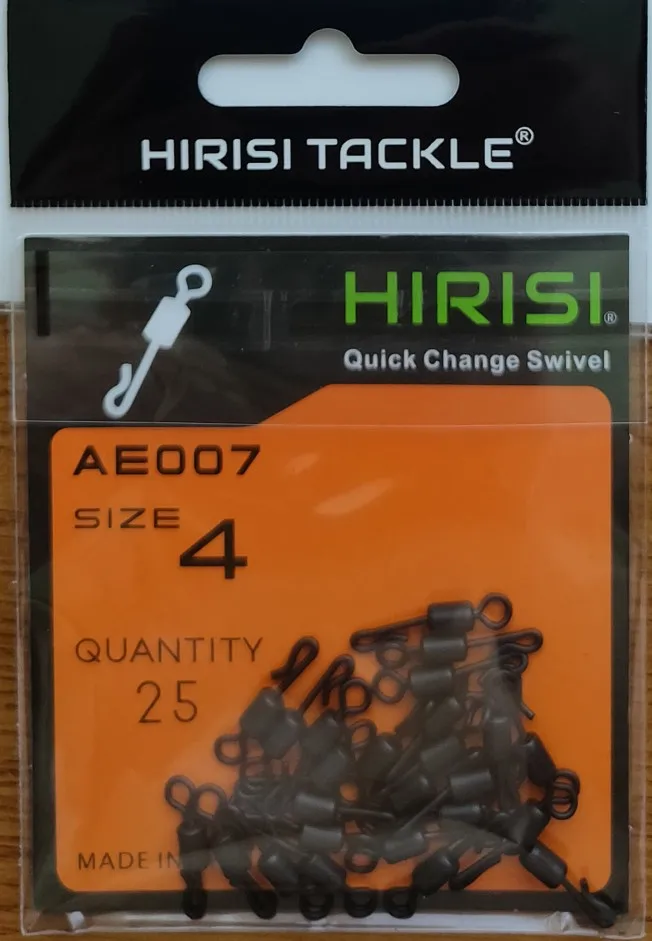 HIRISI TACKLE®
HIRISI®
Quick Change Swivel
AE007
SIZE 4
QUANTITY
25
MADE IN